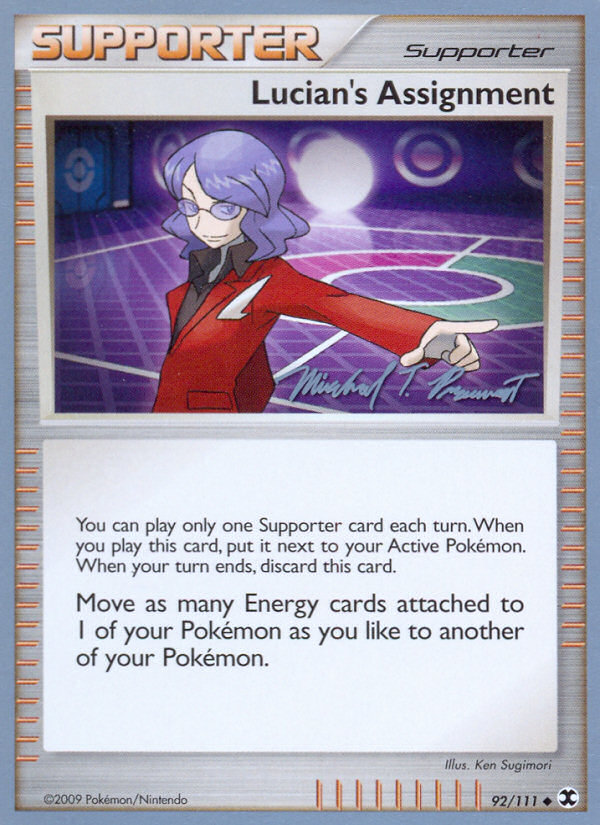 SUPPORTER
Supporter
Lucian's Assignment
Michael T.
You can play only one Supporter card each turn. When
you play this card, put it next to your Active Pokémon.
When your turn ends, discard this card.
Move as many Energy cards attached to
1 of your Pokémon as you like to another
of your Pokémon.
Illus. Ken Sugimori
©2009 Pokémon/Nintendo
92/111